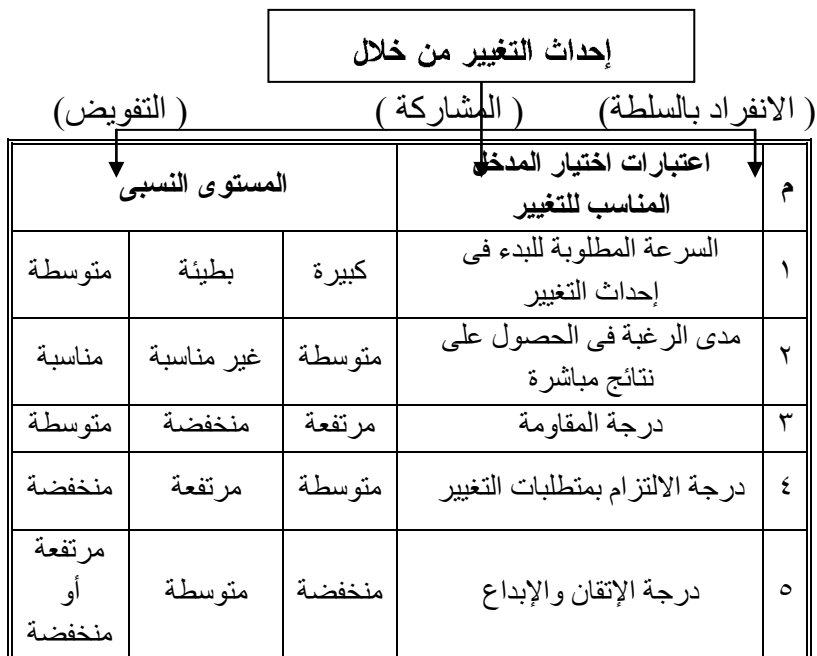 إحداث التغيير من خلال
( الانفراد بالسلطة) ( المشاركة ) ( التفويض)
م اعتبارات اختيار المدخل المناسب للتغيير المستوى النسبى
١ السرعة المطلوبة للبدء فى إحداث التغيير كبيرة بطيئة متوسطة
٢ مدى الرغبة فى الحصول على نتائج مباشرة متوسطة غير مناسبة مناسبة
٣ درجة المقاومة مرتفعة منخفضة متوسطة
٤ درجة الالتزام بمتطلبات التغيير متوسطة مرتفعة منخفضة
٥ درجة الإتقان والإبداع منخفضة متوسطة مرتفعة أو منخفضة